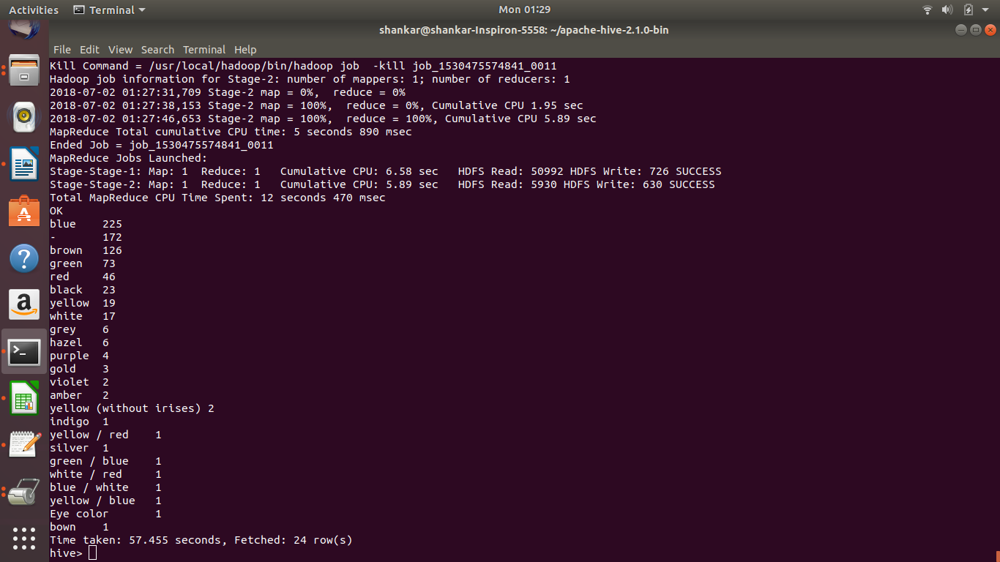 Activities Terminal Mon 01:29
shankar@shankar-Inspiron-5558: ~/apache-hive-2.1.0-bin
File Edit View Search Terminal Help
Kill Command = /usr/local/hadoop/bin/hadoop job  -kill job_1530475574841_0011
Hadoop job information for Stage-2: number of mappers: 1; number of reducers: 1
2018-07-02 01:27:31,709 Stage-2 map = 0%,  reduce = 0%
2018-07-02 01:27:38,153 Stage-2 map = 100%,  reduce = 0%, Cumulative CPU 1.95 sec
2018-07-02 01:27:46,653 Stage-2 map = 100%,  reduce = 100%, Cumulative CPU 5.89 sec
MapReduce Total cumulative CPU time: 5 seconds 890 msec
Ended Job = job_1530475574841_0011
MapReduce Jobs Launched:
Stage-Stage-1: Map: 1  Reduce: 1   Cumulative CPU: 6.58 sec   HDFS Read: 50992 HDFS Write: 726 SUCCESS
Stage-Stage-2: Map: 1  Reduce: 1   Cumulative CPU: 5.89 sec   HDFS Read: 5930 HDFS Write: 630 SUCCESS
Total MapReduce CPU Time Spent: 12 seconds 470 msec
OK
blue    225
-       172
brown   126
green   73
red     46
black   23
yellow  19
white   17
grey    6
hazel   6
purple  4
gold    3
violet  2
amber   2
yellow (without irises) 2
indigo  1
yellow / red    1
silver  1
green / blue    1
white / red     1
blue / white    1
yellow / blue   1
Eye color       1
bown    1
Time taken: 57.455 seconds, Fetched: 24 row(s)
hive>